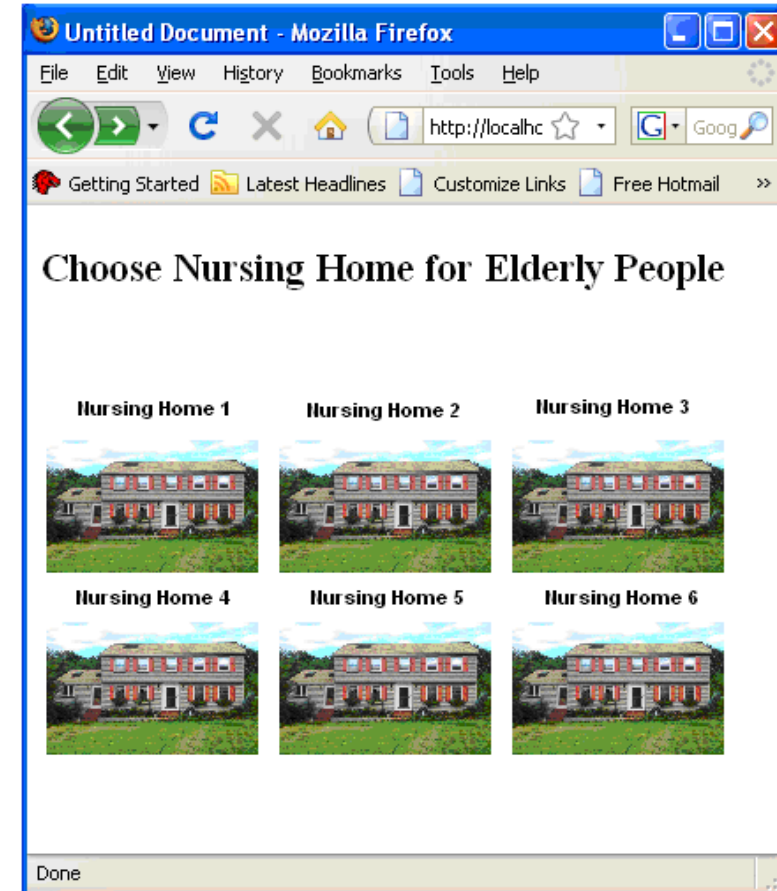 Untitled Document - Mozilla Firefox
File Edit View History Bookmarks Tools Help
http://localhc G Goog
Getting Started Latest Headlines Customize Links Free Hotmail »
Choose Nursing Home for Elderly People
Nursing Home 1 Nursing Home 2 Nursing Home 3
Nursing Home 4 Nursing Home 5 Nursing Home 6
Done